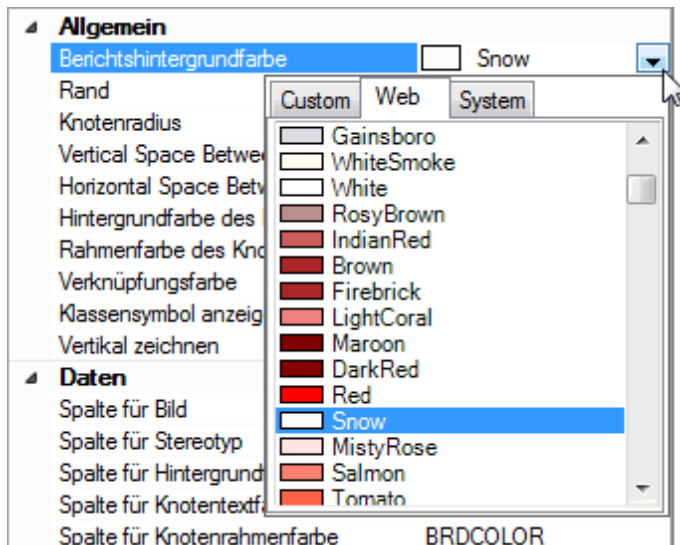 Allgemein
Berichtshintergrundfarbe Snow
Rand
Knotenradius
Vertical Space Betwe
Horizontal Space Betw
Hintergrundfarbe des
Rahmenfarbe des Kno
Verknüpfungsfarbe
Klassensymbol anzeig
Vertikal zeichnen
Daten
Spalte für Bild
Spalte für Stereotyp
Spalte für Hintergrund
Spalte für Knotentextfa
Spalte für Knotenrahmenfarbe BRDCOLOR
Custom Web System
Gainsboro
WhiteSmoke
White
RosyBrown
IndianRed
Brown
Firebrick
LightCoral
Maroon
DarkRed
Red
Snow
MistyRose
Salmon
Tomato